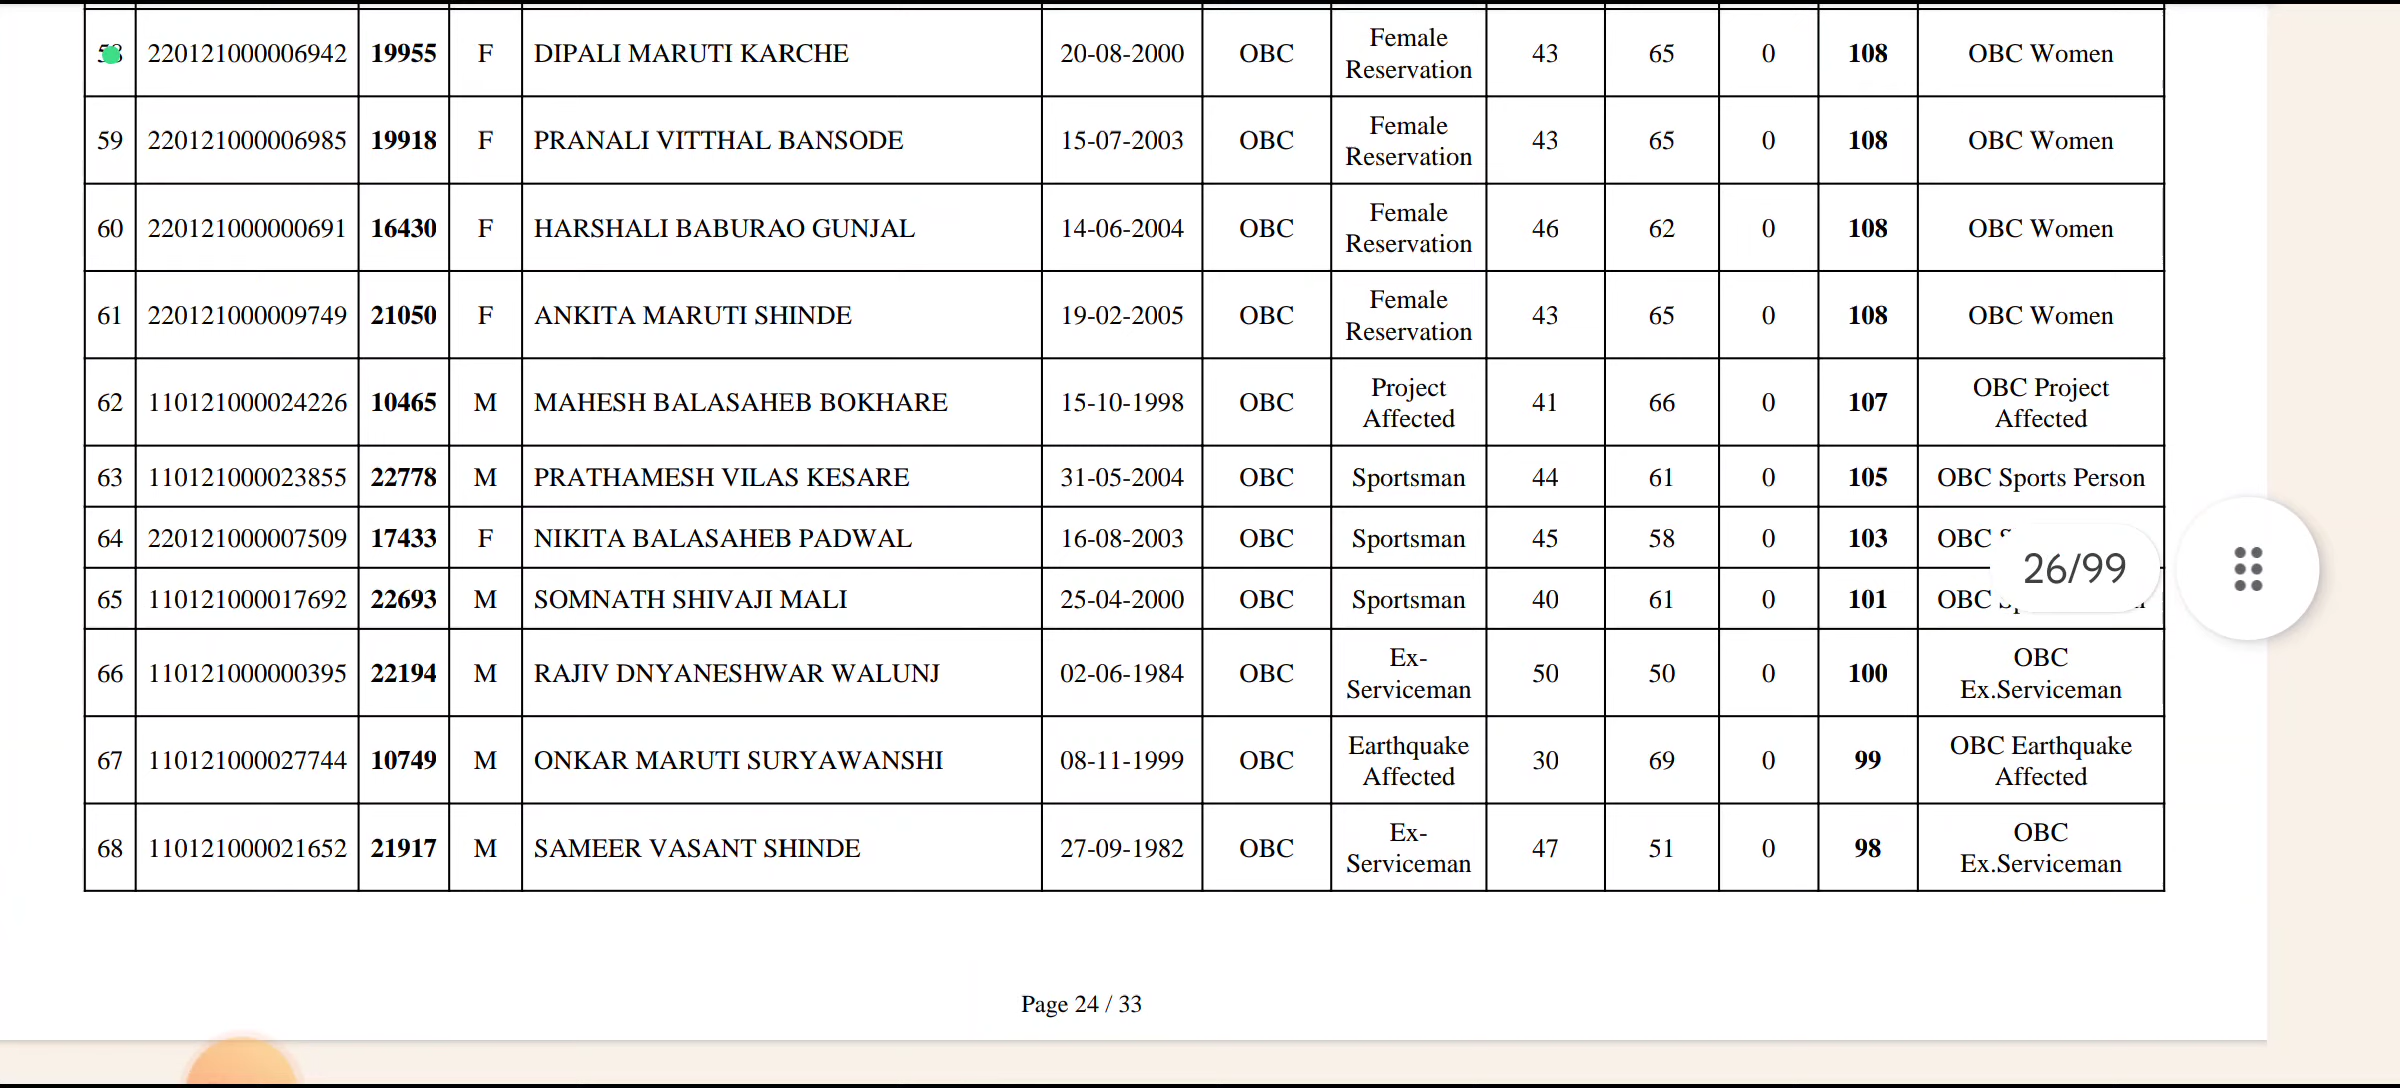 220121000006942 19955 F DIPALI MARUTI KARCHE 20-08-2000 OBC Female Reservation 43 65 0 108 OBC Women
59 220121000006985 19918 F PRANALI VITTHAL BANSODE 15-07-2003 OBC Female Reservation 43 65 0 108 OBC Women
60 220121000000691 16430 F HARSHALI BABURAO GUNJAL 14-06-2004 OBC Female Reservation 46 62 0 108 OBC Women
61 220121000009749 21050 F ANKITA MARUTI SHINDE 19-02-2005 OBC Female Reservation 43 65 0 108 OBC Women
62 110121000024226 10465 M MAHESH BALASAHEB BOKHARE 15-10-1998 OBC Project Affected 41 66 0 107 OBC Project Affected
63 110121000023855 22778 M PRATHAMESH VILAS KESARE 31-05-2004 OBC Sportsman 44 61 0 105 OBC Sports Person
64 220121000007509 17433 F NIKITA BALASAHEB PADWAL 16-08-2003 OBC Sportsman 45 58 0 103 OBC
26/99
65 110121000017692 22693 M SOMNATH SHIVAJI MALI 25-04-2000 OBC Sportsman 40 61 0 101 OBC
66 110121000000395 22194 M RAJIV DNYANESHWAR WALUNJ 02-06-1984 OBC Ex-Serviceman 50 50 0 100 OBC Ex.Serviceman
67 110121000027744 10749 M ONKAR MARUTI SURYAWANSHI 08-11-1999 OBC Earthquake Affected 30 69 0 99 OBC Earthquake Affected
68 110121000021652 21917 M SAMEER VASANT SHINDE 27-09-1982 OBC Ex-Serviceman 47 51 0 98 OBC Ex.Serviceman
Page 24 / 33